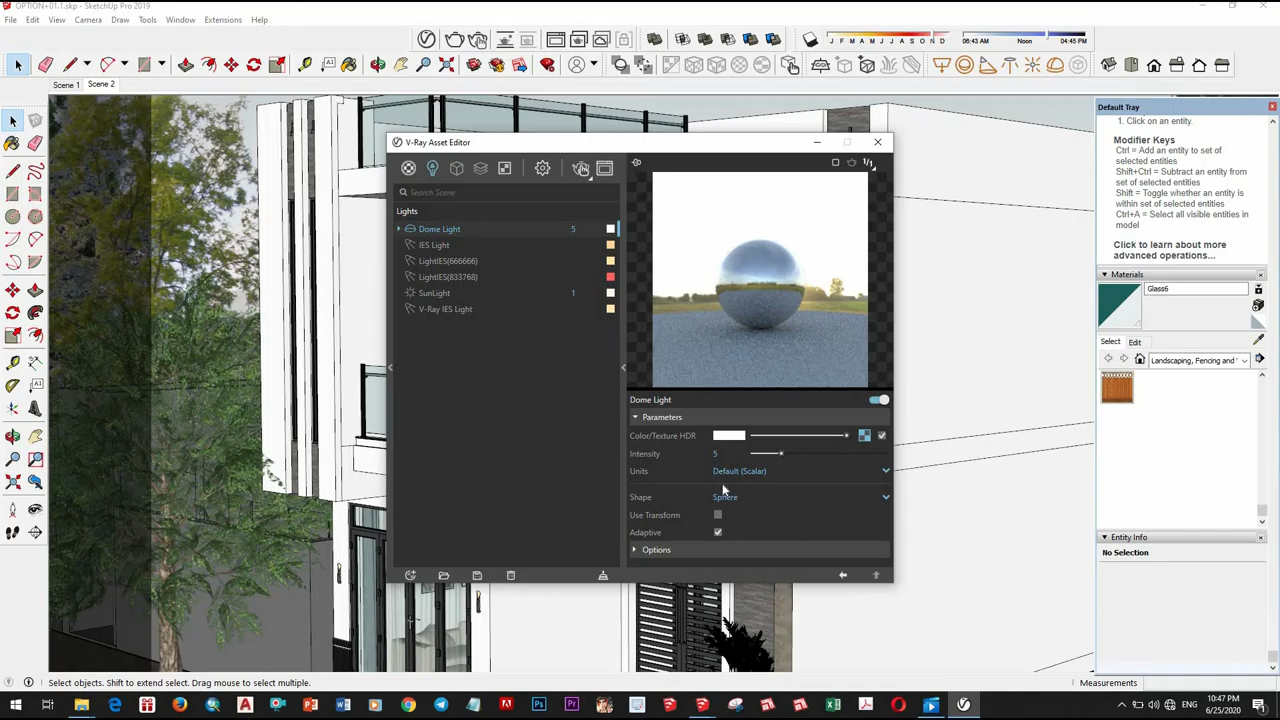 OPTION+01.1.skp - SketchUp Pro 2019
File Edit View Camera Draw Tools Window Extensions Help
J F M A M J J A S O N D
06:43 AM Noon 04:45 PM
Scene 1 Scene 2
Default Tray
1. Click on an entity.
Modifier Keys
Ctrl = Add an entity to set of
selected entities
Shift+Ctrl = Subtract an entity from
set of selected entities
Shift = Toggle whether an entity is
within set of selected entities
Ctrl+A = Select all visible entities in
model
Click to learn about more
advanced operations...
Materials
Glass6
Select Edit
Landscaping, Fencing and
Entity Info
No Selection
V-Ray Asset Editor
Search Scene
Lights
Dome Light 5
IES Light
LightIES(666666)
LightIES(833768)
SunLight 1
V-Ray IES Light
1/1
Dome Light
Parameters
Color/Texture HDR
Intensity 5
Units Default (Scalar)
Shape Sphere
Use Transform
Adaptive
Options
Select objects. Shift to extend select. Drag mouse to select multiple.
Measurements
10:47 PM
6/25/2020